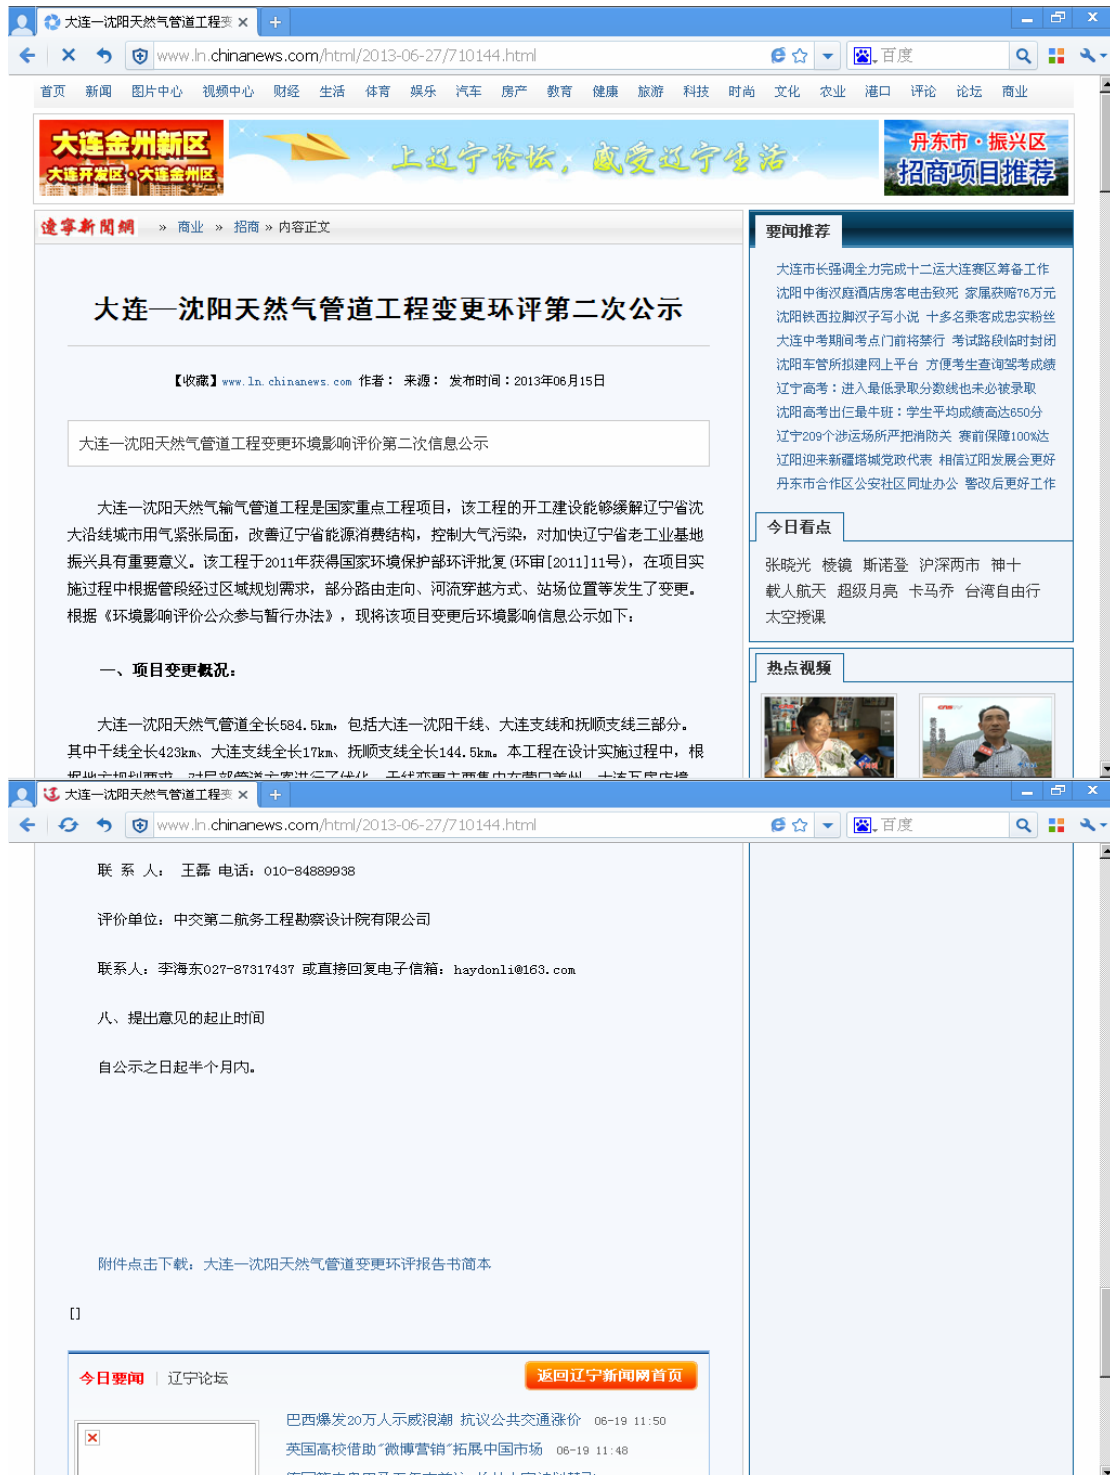 大连—沈阳天然气管道工程变
www.ln.chinanews.com/html/2013-06-27/710144.html
百度
首页 新闻 图片中心 视频中心 财经 生活 体育 娱乐 汽车 房产 教育 健康 旅游 科技 时尚 文化 农业 港口 评论 论坛 商业
大连金州新区
大连开发区·大连金州区
上辽宁论坛，感受辽宁生活
丹东市·振兴区
招商项目推荐
遼寧新聞網 » 商业 » 招商 » 内容正文
大连—沈阳天然气管道工程变更环评第二次公示
【收藏】www.ln.chinanews.com 作者： 来源： 发布时间：2013年06月15日
大连—沈阳天然气管道工程变更环境影响评价第二次信息公示
大连—沈阳天然气输气管道工程是国家重点工程项目，该工程的开工建设能够缓解辽宁省沈
大沿线城市用气紧张局面，改善辽宁省能源消费结构，控制大气污染，对加快辽宁省老工业基地
振兴具有重要意义。该工程于2011年获得国家环境保护部环评批复(环审[2011]11号)，在项目实
施过程中根据管段经过区域规划需求，部分路由走向、河流穿越方式、站场位置等发生了变更。
根据《环境影响评价公众参与暂行办法》，现将该项目变更后环境影响信息公示如下：
一、项目变更概况：
大连—沈阳天然气管道全长584.5km，包括大连—沈阳干线、大连支线和抚顺支线三部分。
其中干线全长423km、大连支线全长17km、抚顺支线全长144.5km。本工程在设计实施过程中，根
据地方规划要求，对局部管道方案进行了优化。干线变更主要集中在营口盖州、大连瓦房店境
要闻推荐
大连市长强调全力完成十二运大连赛区筹备工作
沈阳中街汉庭酒店房客电击致死 家属获赔76万元
沈阳铁西拉脚汉子写小说 十多名乘客成忠实粉丝
大连中考期间考点门前将禁行 考试路段临时封闭
沈阳车管所拟建网上平台 方便考生查询驾考成绩
辽宁高考：进入最低录取分数线也未必被录取
沈阳高考出仨最牛班：学生平均成绩高达650分
辽宁209个涉运场所严把消防关 赛前保障100%达
辽阳迎来新疆塔城党政代表 相信辽阳发展会更好
丹东市合作区公安社区同址办公 警改后更好工作
今日看点
张晓光 棱镜 斯诺登 沪深两市 神十
载人航天 超级月亮 卡马乔 台湾自由行
太空授课
热点视频
大连—沈阳天然气管道工程变
www.ln.chinanews.com/html/2013-06-27/710144.html
百度
联 系 人： 王磊 电话：010-84889938
评价单位：中交第二航务工程勘察设计院有限公司
联系人：李海东027-87317437 或直接回复电子信箱：haydonli@163.com
八、提出意见的起止时间
自公示之日起半个月内。
附件点击下载：大连—沈阳天然气管道变更环评报告书简本
[]
今日要闻 | 辽宁论坛
返回辽宁新闻网首页
巴西爆发20万人示威浪潮 抗议公共交通涨价 06-19 11:50
英国高校借助"微博营销"拓展中国市场 06-19 11:48